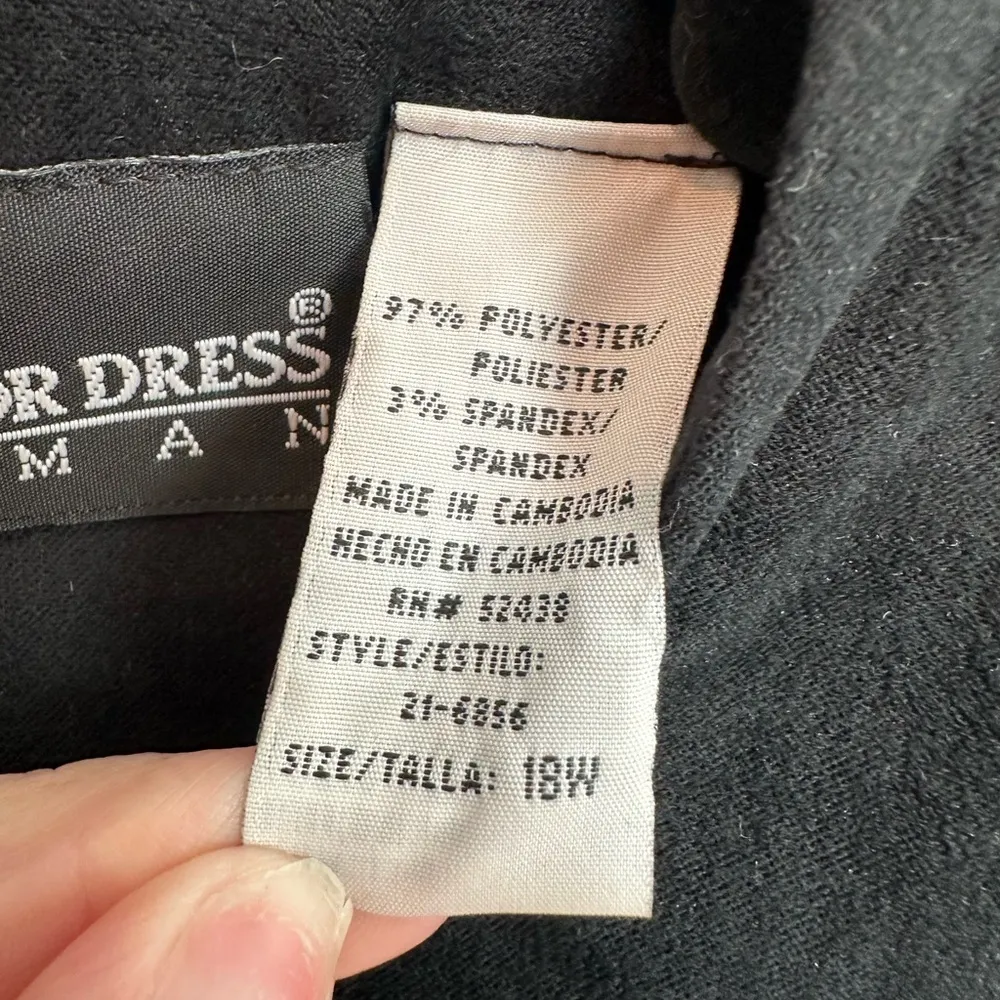 OR DRESS®
M A N
97% POLYESTER/
POLIESTER
3% SPANDEX/
SPANDEX
MADE IN CAMBODIA
HECHO EN CAMBODIA
RN# 52438
STYLE/ESTILO:
21-6856
SIZE/TALLA: 18W